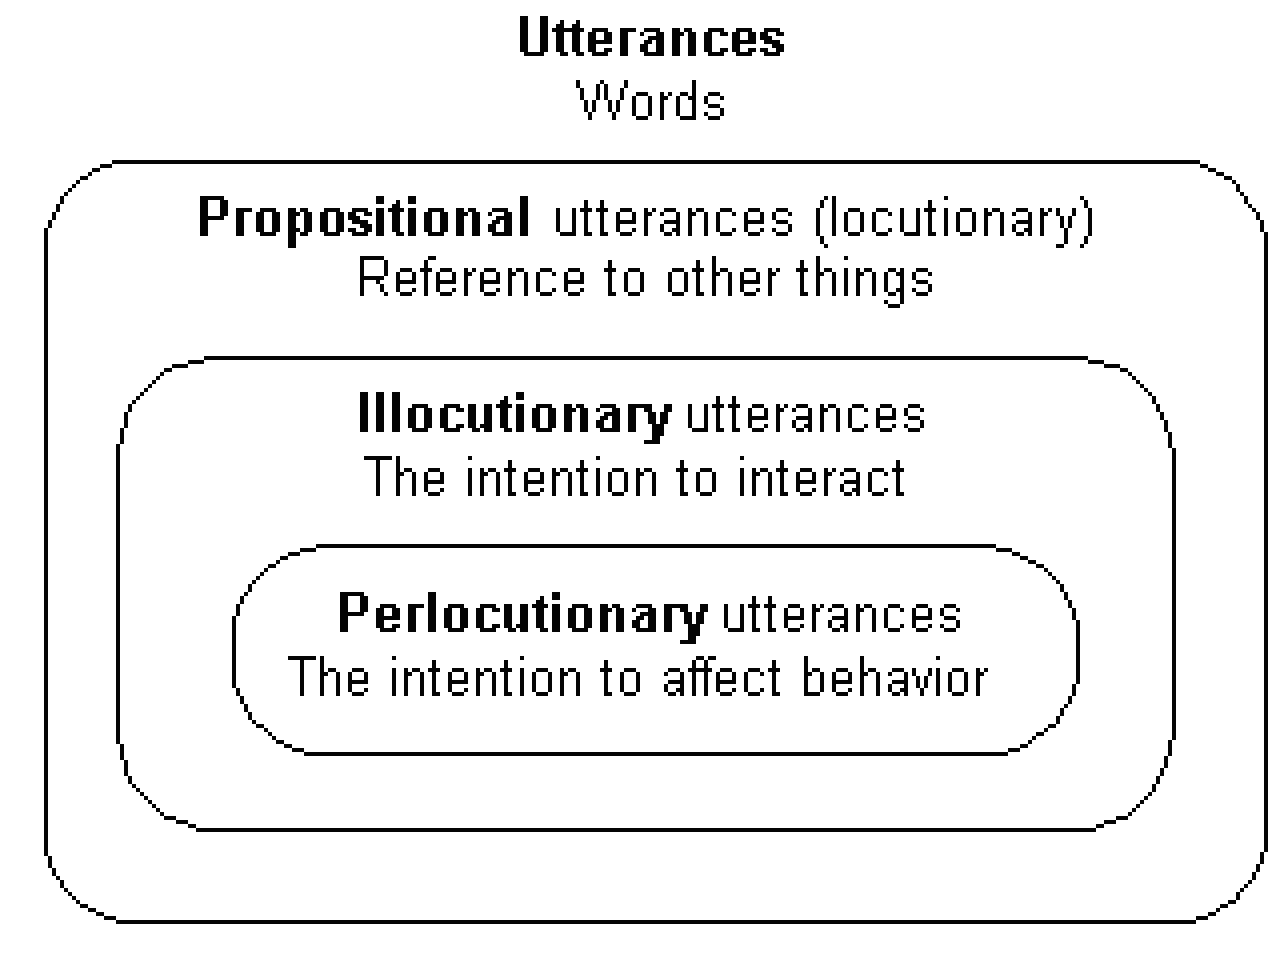 Utterances
Words
Propositional utterances (locutionary)
Reference to other things
Illocutionary utterances
The intention to interact
Perlocutionary utterances
The intention to affect behavior